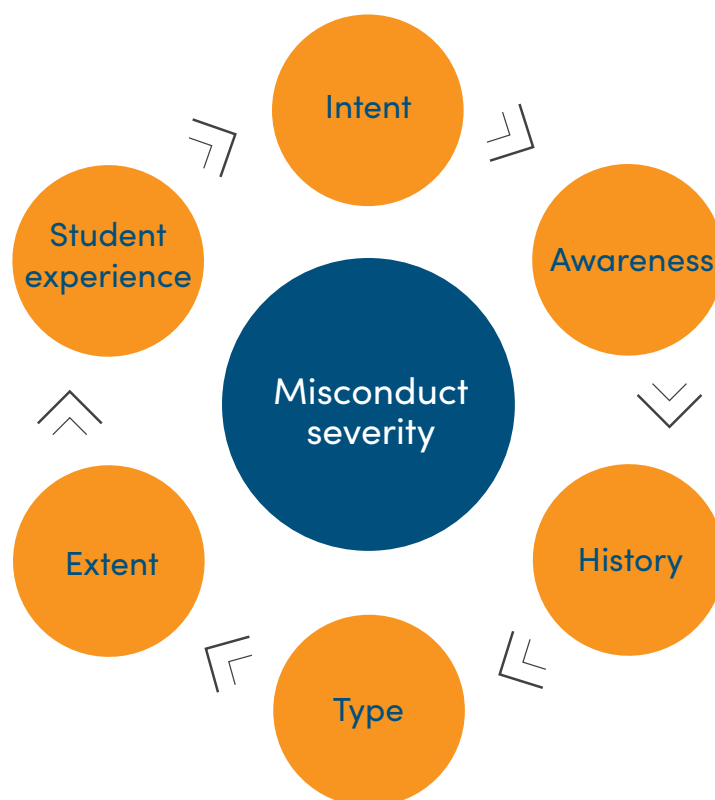 Intent
Awareness
History
Type
Extent
Student
experience
Misconduct
severity